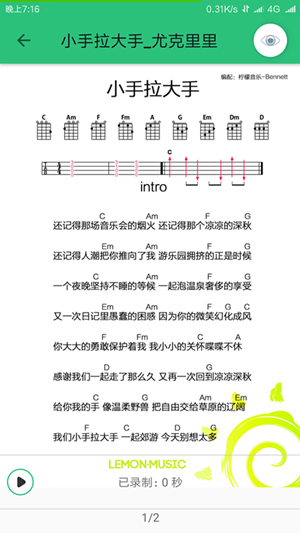 晚上7:16
0.31K/s 4G
小手拉大手_尤克里里
小手拉大手
编配：柠檬音乐-Bennett
C Am F Fm A G Em Dm D
C
intro
C Am F G
还记得那场音乐会的烟火 还记得那个凉凉的深秋
Em Am F G
还记得人潮把你推向了我 游乐园拥挤的正是时候
C Am F G
一个夜晚坚持不睡的等候 一起泡温泉奢侈的享受
Em Am F G C
又一次日记里愚蠢的困惑 因为你的微笑幻化成风
F G Am F G C
你大大的勇敢保护着我 我小小的关怀喋喋不休
D G
感谢我们一起走了那么久 又再一次回到凉凉深秋
C Am F Am Em
给你我的手 像温柔野兽 把自由交给草原的辽阔
F G Am D G
我们小手拉大手 一起郊游 今天别想太多
LEMON·MUSIC
已录制：0 秒
1/2